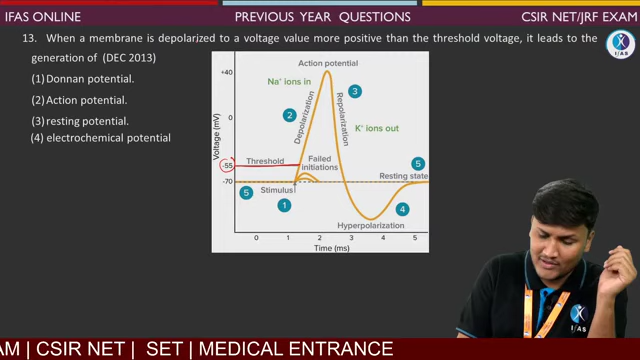 IFAS ONLINE
PREVIOUS YEAR QUESTIONS
CSIR NET/JRF EXAM
13. When a membrane is depolarized to a voltage value more positive than the threshold voltage, it leads to the
generation of (DEC 2013)
(1) Donnan potential.
(2) Action potential.
(3) resting potential.
(4) electrochemical potential
IFAS
Action potential
+40
Na+ ions in
3
Depolarization
Repolarization
0
2
K+ ions out
Voltage (mV)
Threshold
Failed
initiations
-55
5
-70
Resting state
5
Stimulus
1
4
Hyperpolarization
0 1 2 3 4 5
Time (ms)
IFAS
AM | CSIR NET | SET | MEDICAL ENTRANCE